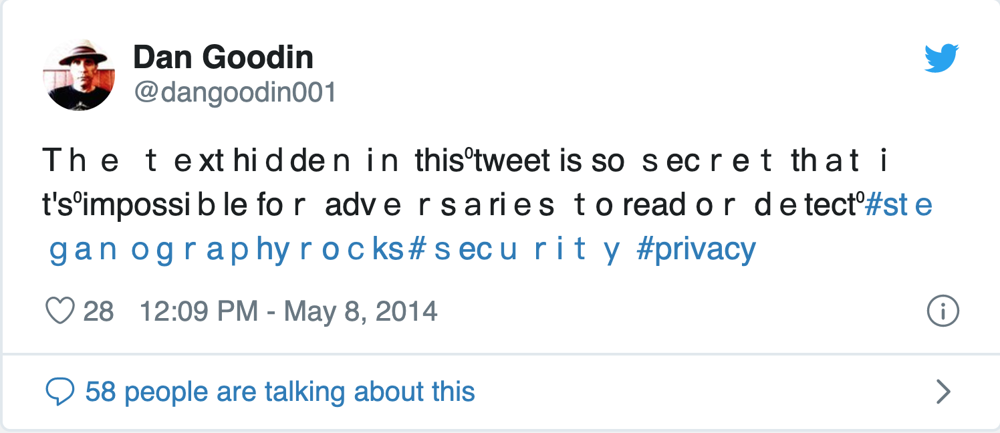 Dan Goodin
@dangoodin001
T h e t e xt hi d de n i n this⁰tweet is so s ec r e t th a t i
t's⁰impossi b le fo r adv e r s a ri e s t o read o r d e tect⁰#st e
g a n o g r a p hy r o c ks# s ec u r i t y #privacy
28 12:09 PM - May 8, 2014
58 people are talking about this